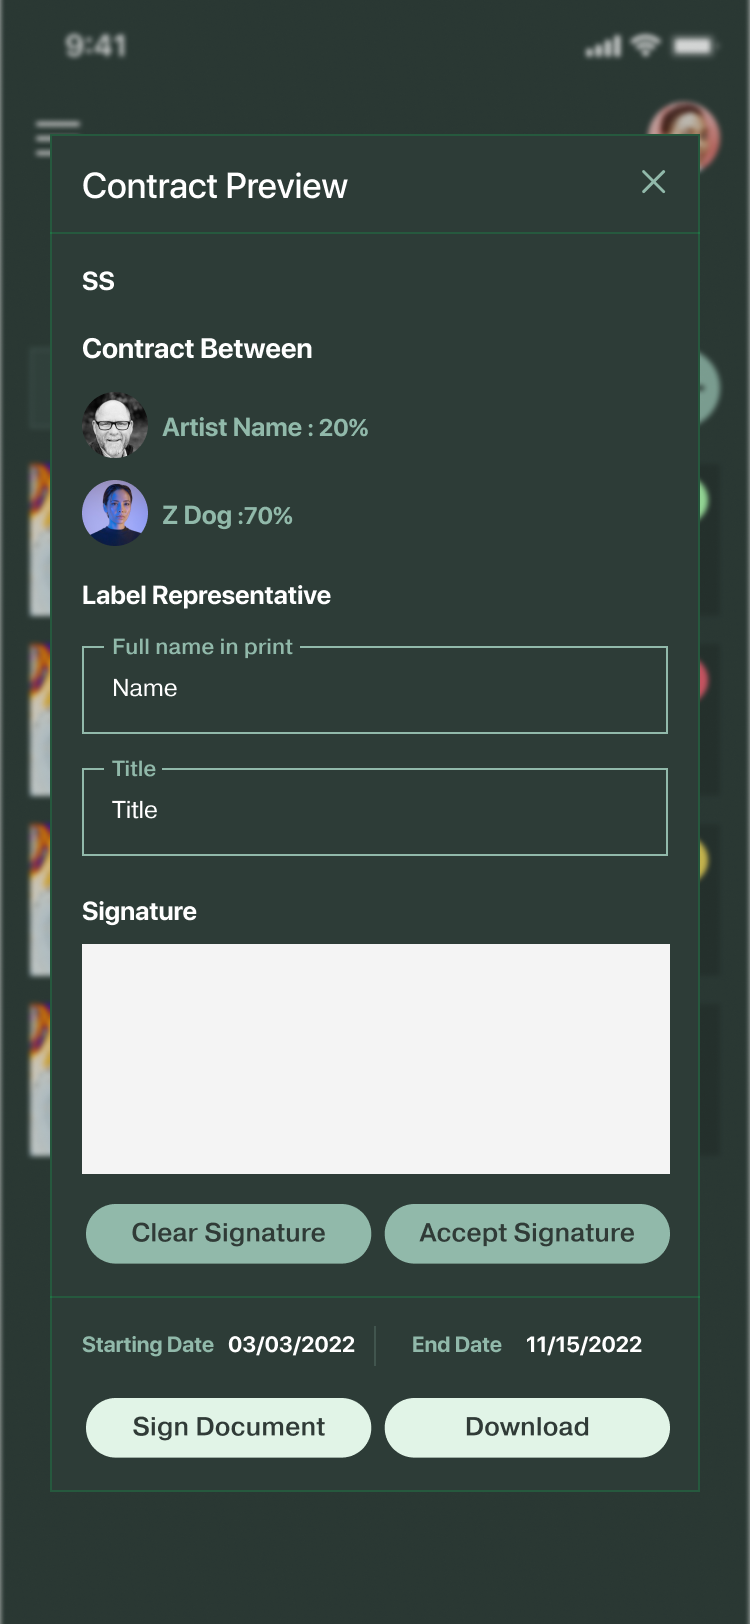 9:41
Contract Preview
SS
Contract Between
Artist Name : 20%
Z Dog :70%
Label Representative
Full name in print
Name
Title
Title
Signature
Clear Signature Accept Signature
Starting Date 03/03/2022 End Date 11/15/2022
Sign Document Download